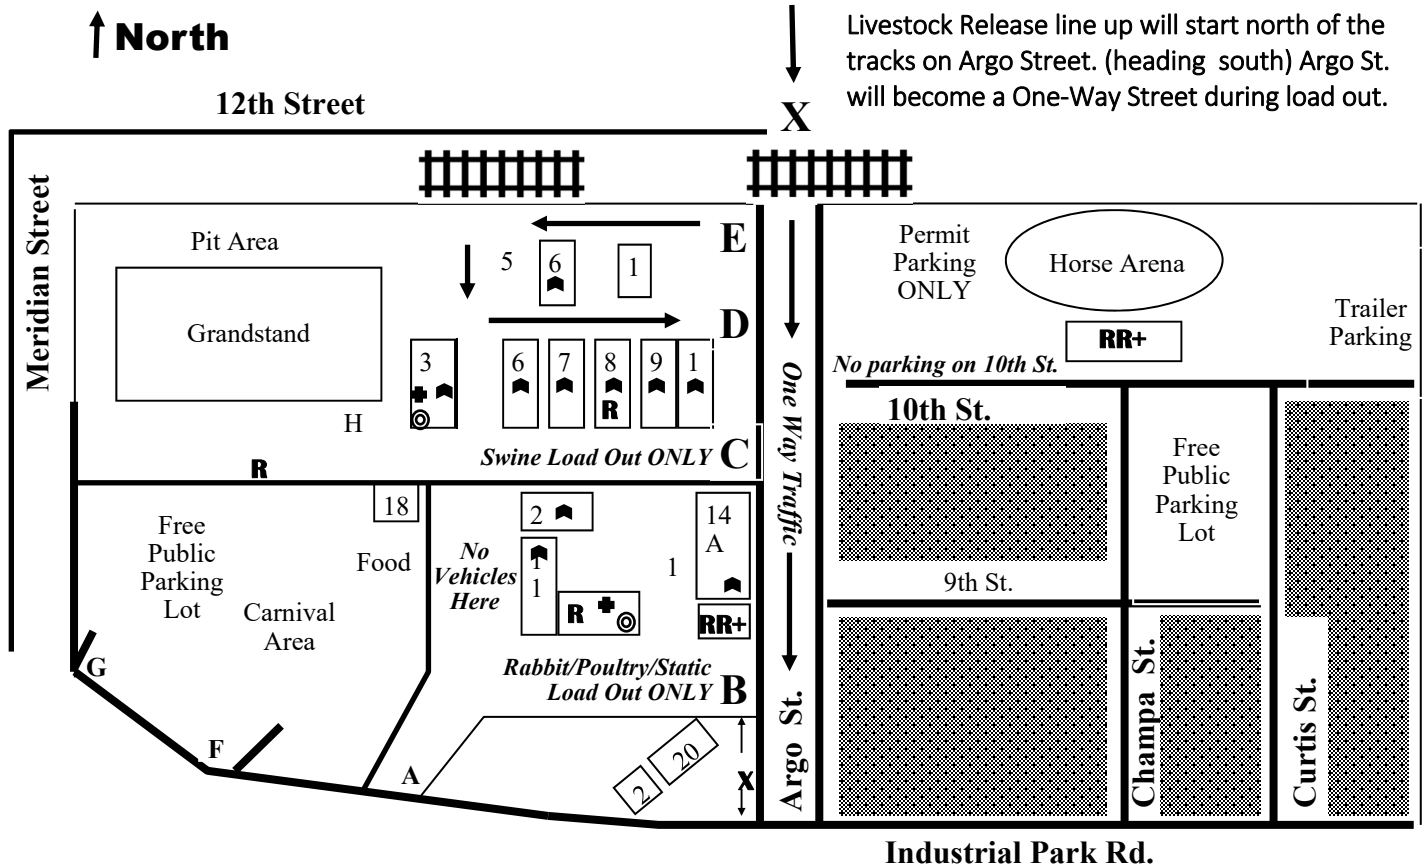 North
Livestock Release line up will start north of the
tracks on Argo Street. (heading south) Argo St.
will become a One-Way Street during load out.
12th Street
X
Meridian Street
Pit Area
Grandstand
E
5
6
1
D
3
6
7
8
R
9
1
H
Swine Load Out ONLY
C
R
One Way Traffic
Permit
Parking
ONLY
Horse Arena
RR+
Trailer
Parking
No parking on 10th St.
10th St.
Free
Public
Parking
Lot
9th St.
18
Free
Public
Parking
Lot
Food
Carnival
Area
No
Vehicles
Here
2
1
1
R
14
A
1
RR+
Rabbit/Poultry/Static
Load Out ONLY
B
G
F
A
20
2
X
Argo St.
Champa St.
Curtis St.
Industrial Park Rd.